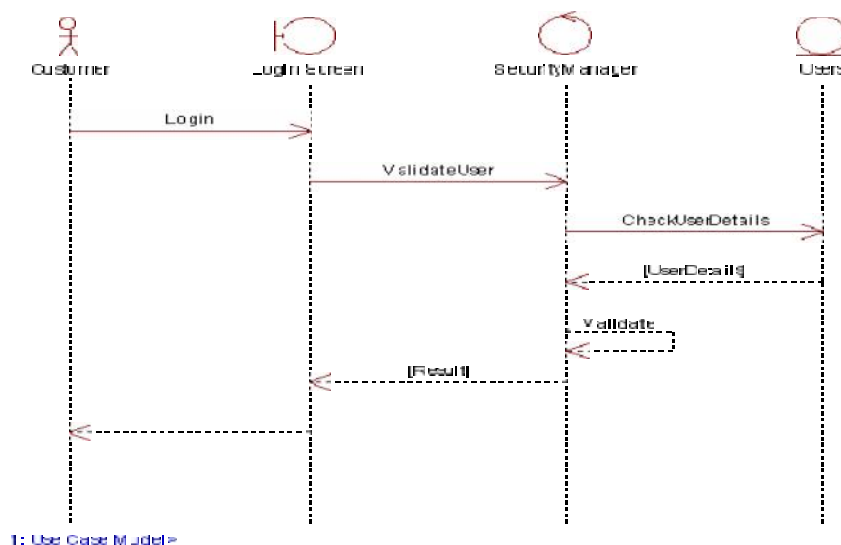 Customer
Login Screen
SecurityManager
Users
Login
ValidateUser
CheckUserDetails
[UserDetails]
Validate
[Result]
1: Use Case Model>